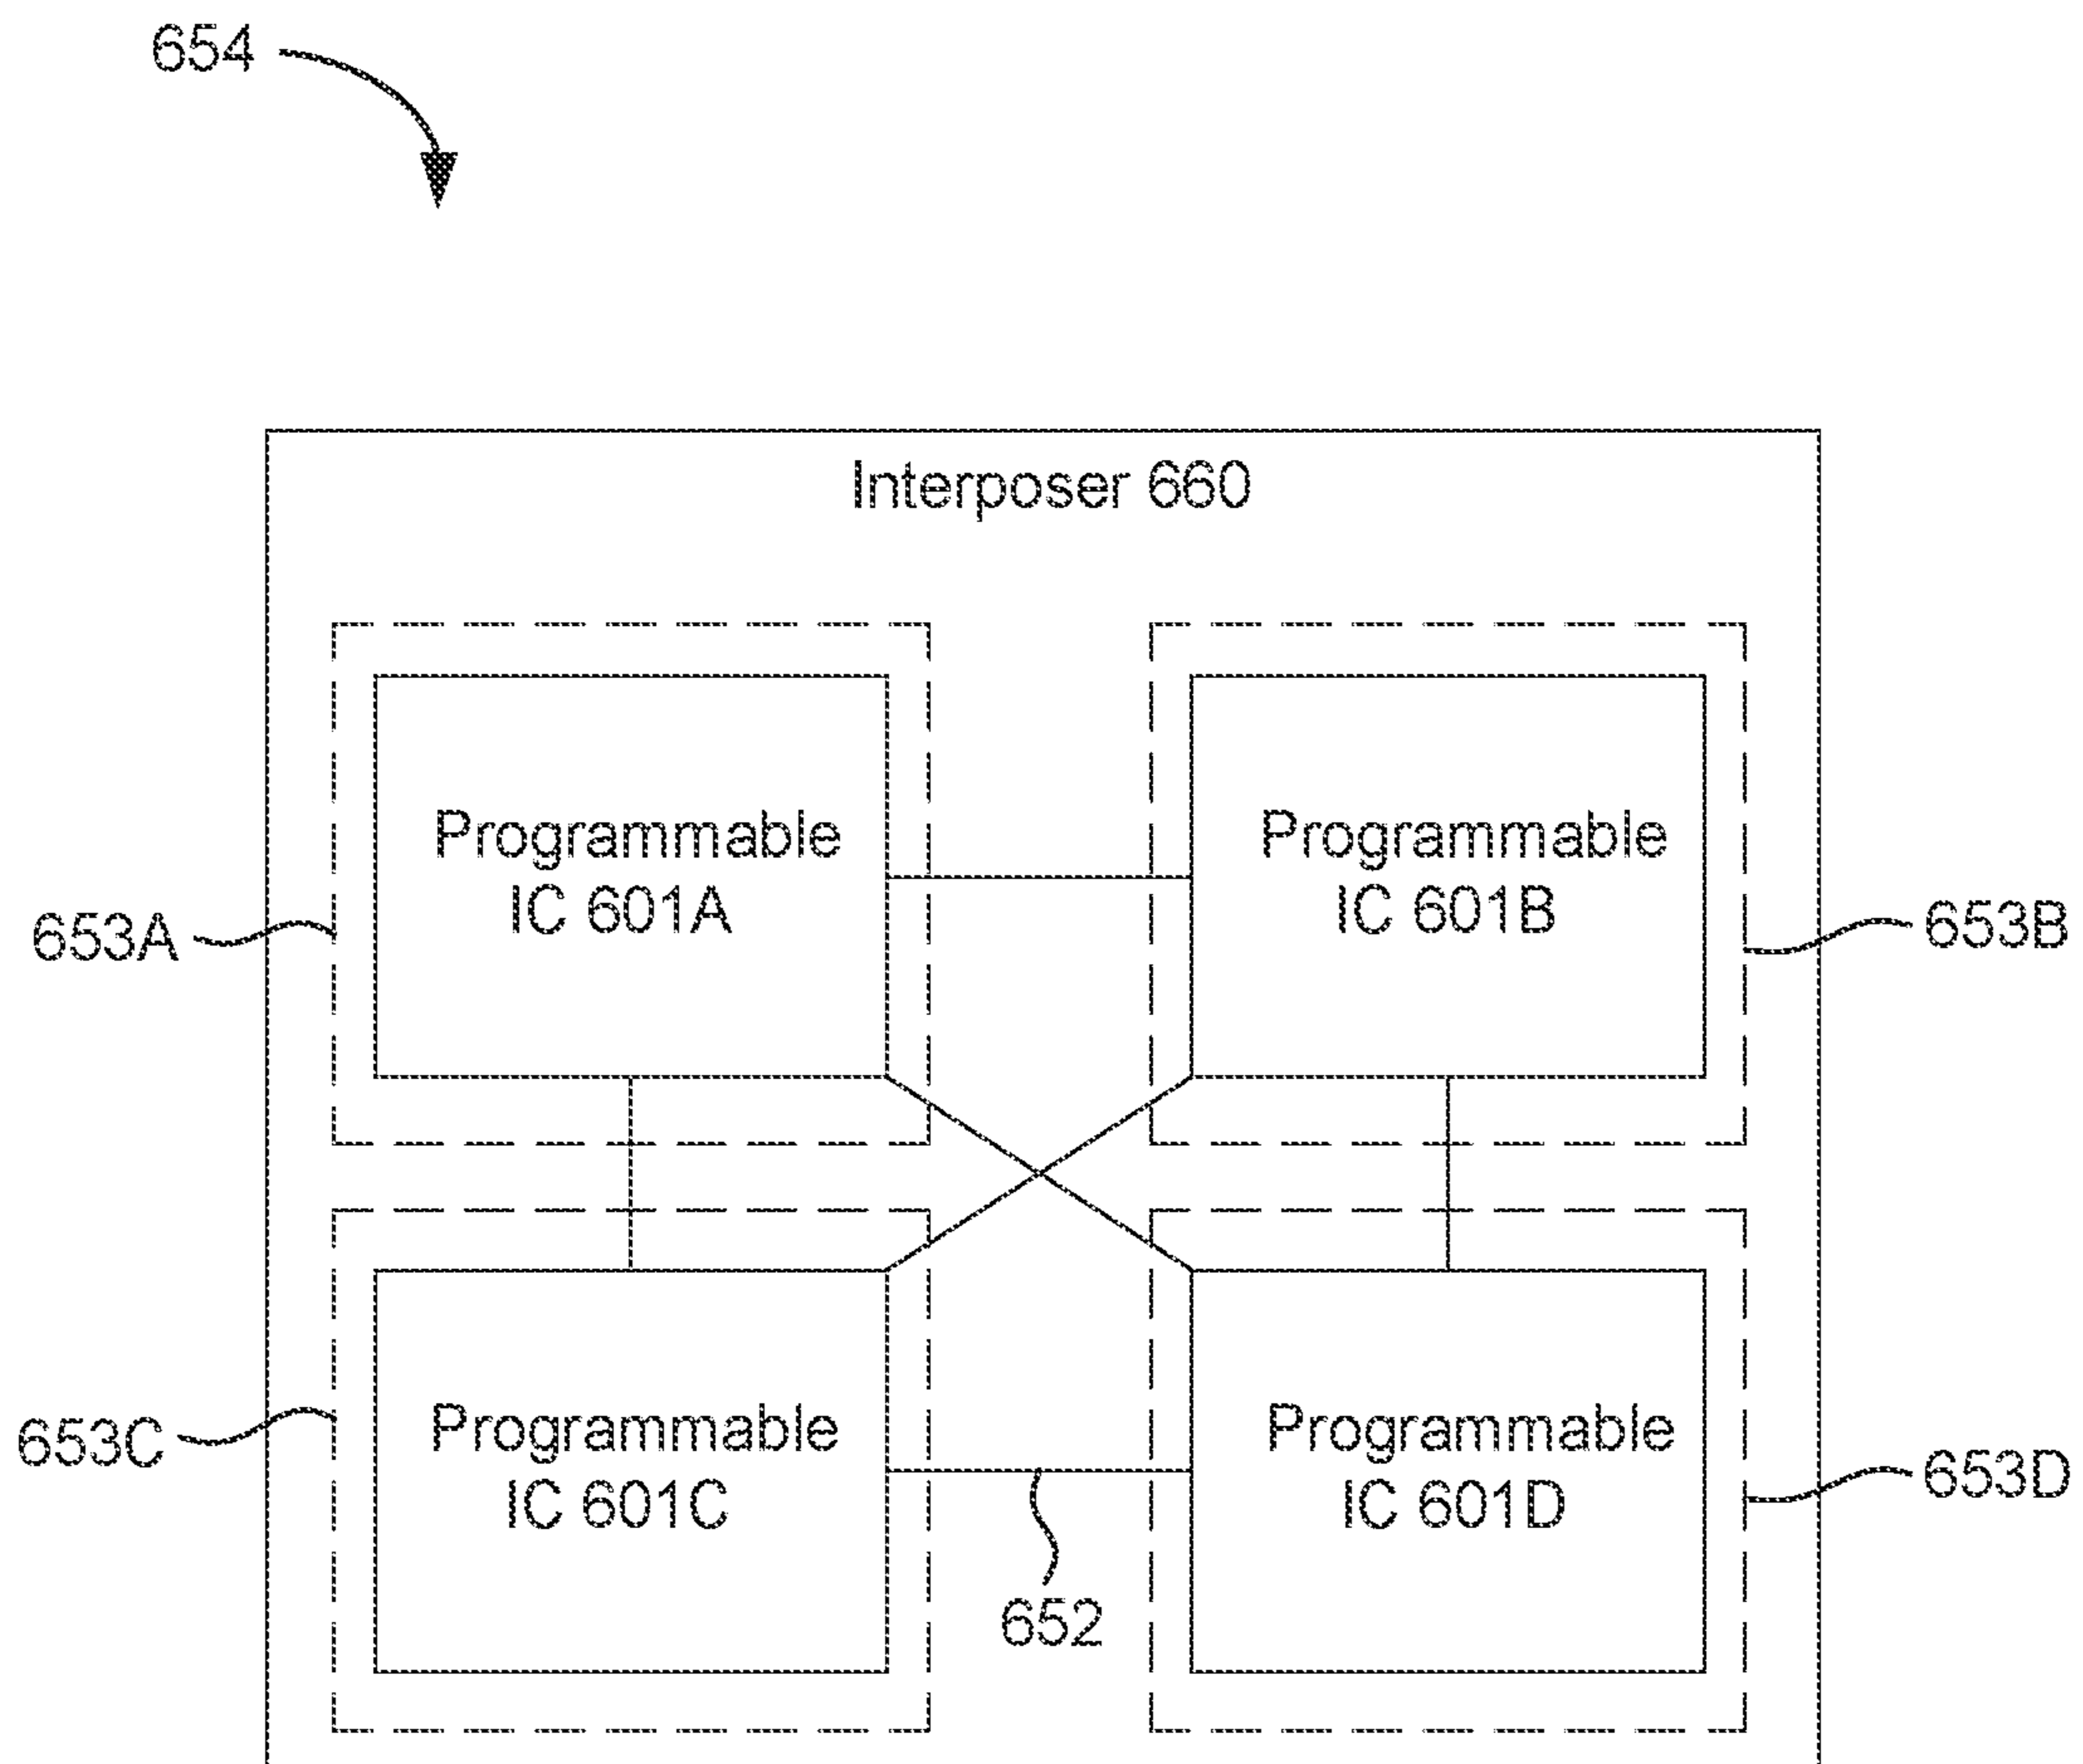 654
Interposer 660
Programmable
IC 601A
Programmable
IC 601B
653A
653B
Programmable
IC 601C
Programmable
IC 601D
653C
653D
652